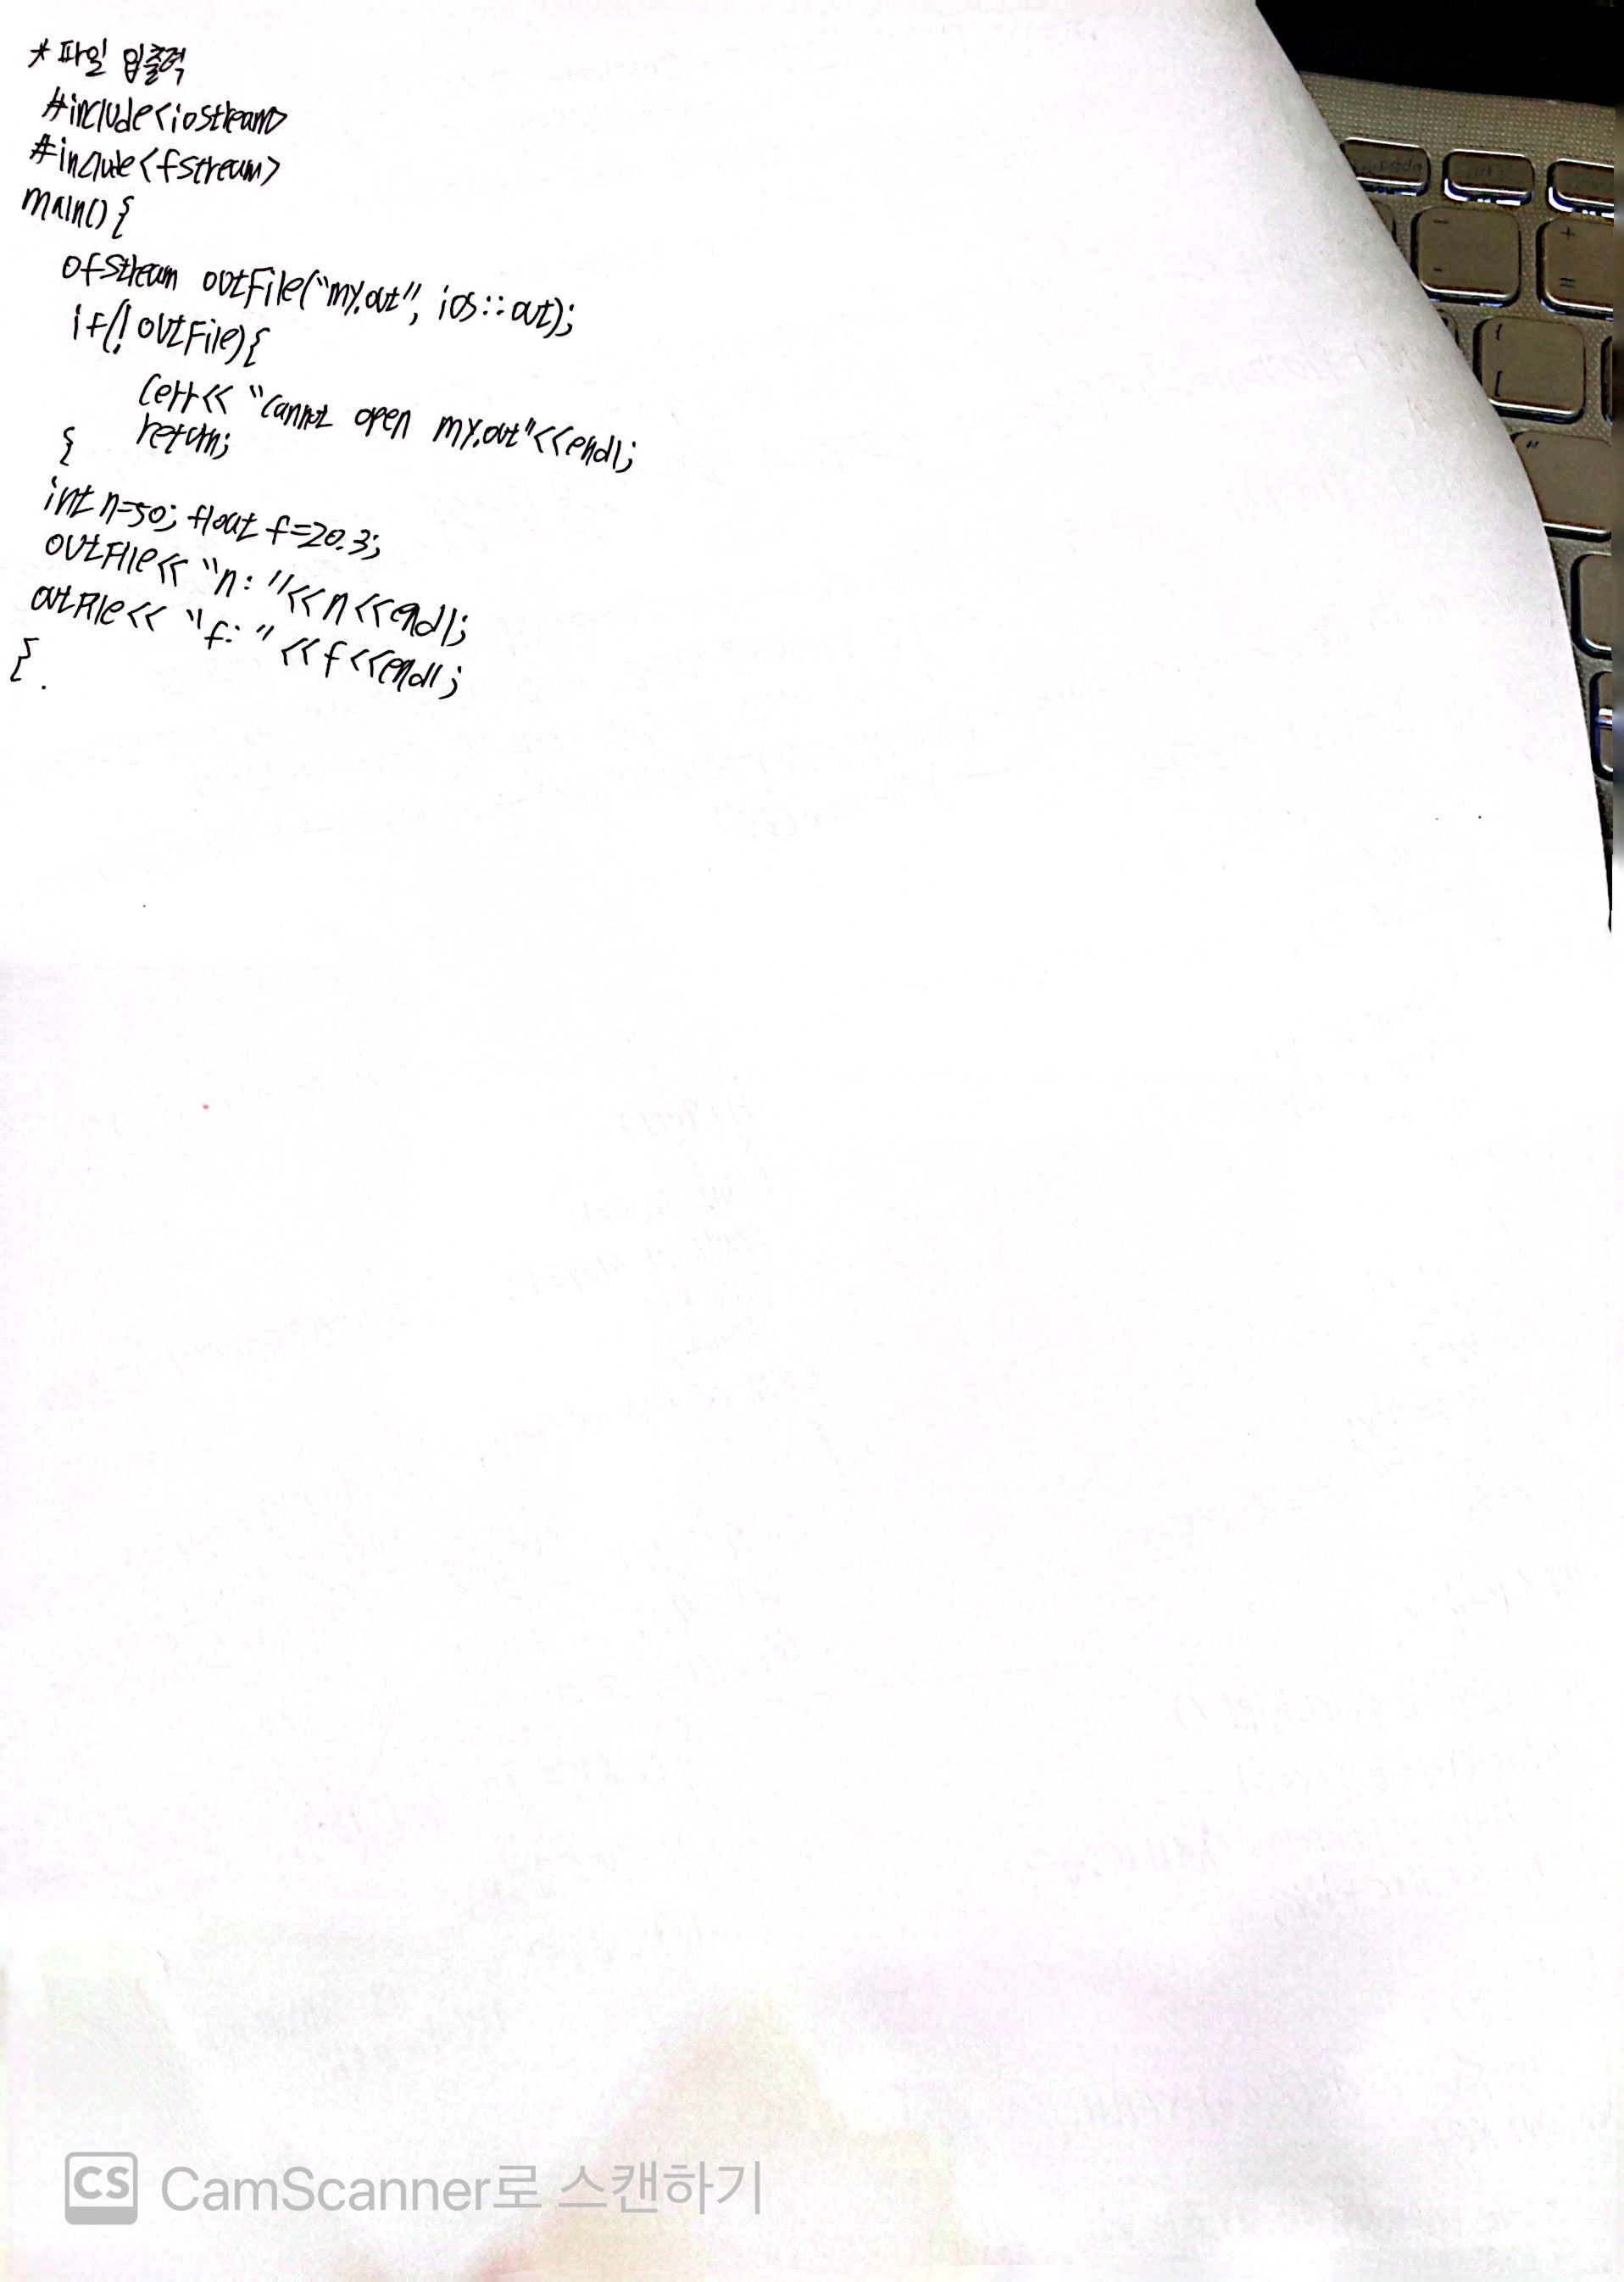 * 파일 입출력
#include<iostream>
#include<fstream>
main() {
ofstream outFile("my.out", ios::out);
if(! outFile) {
cerr<< "cannot open my.out"<<endl;
return;
{
int n=50; float f=20.3;
outFile<< "n: "<<n<<endl;
outFile<< "f: " <<f<<endl;
{
CS CamScanner로 스캔하기